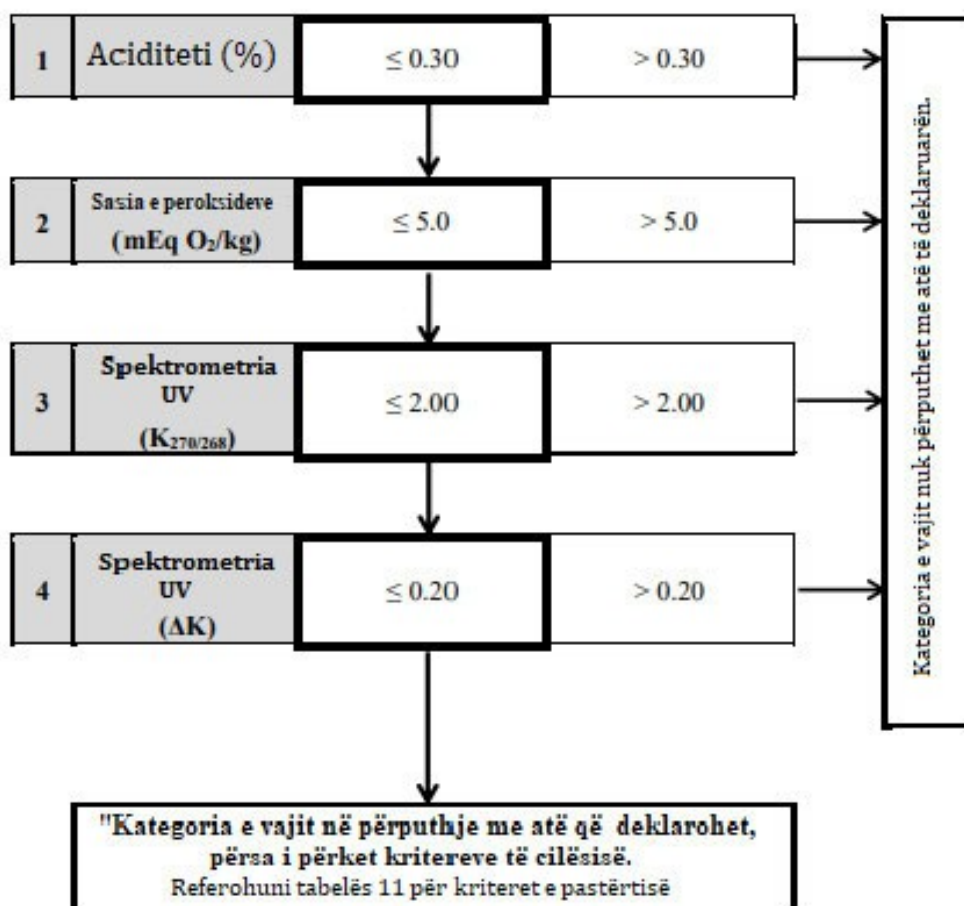 1 Aciditeti (%) ≤ 0.30 > 0.30
2 Sasia e peroksideve
(mEq O₂/kg) ≤ 5.0 > 5.0
3 Spektrometria
UV
(K₂₇₀/₂₆₈) ≤ 2.00 > 2.00
4 Spektrometria
UV
(ΔK) ≤ 0.20 > 0.20
Kategoria e vajit nuk përputhet me atë të deklaruarën.
"Kategoria e vajit në përputhje me atë që deklarohet,
përsa i përket kritereve të cilësisë.
Referohuni tabelës 11 për kriteret e pastërtisë